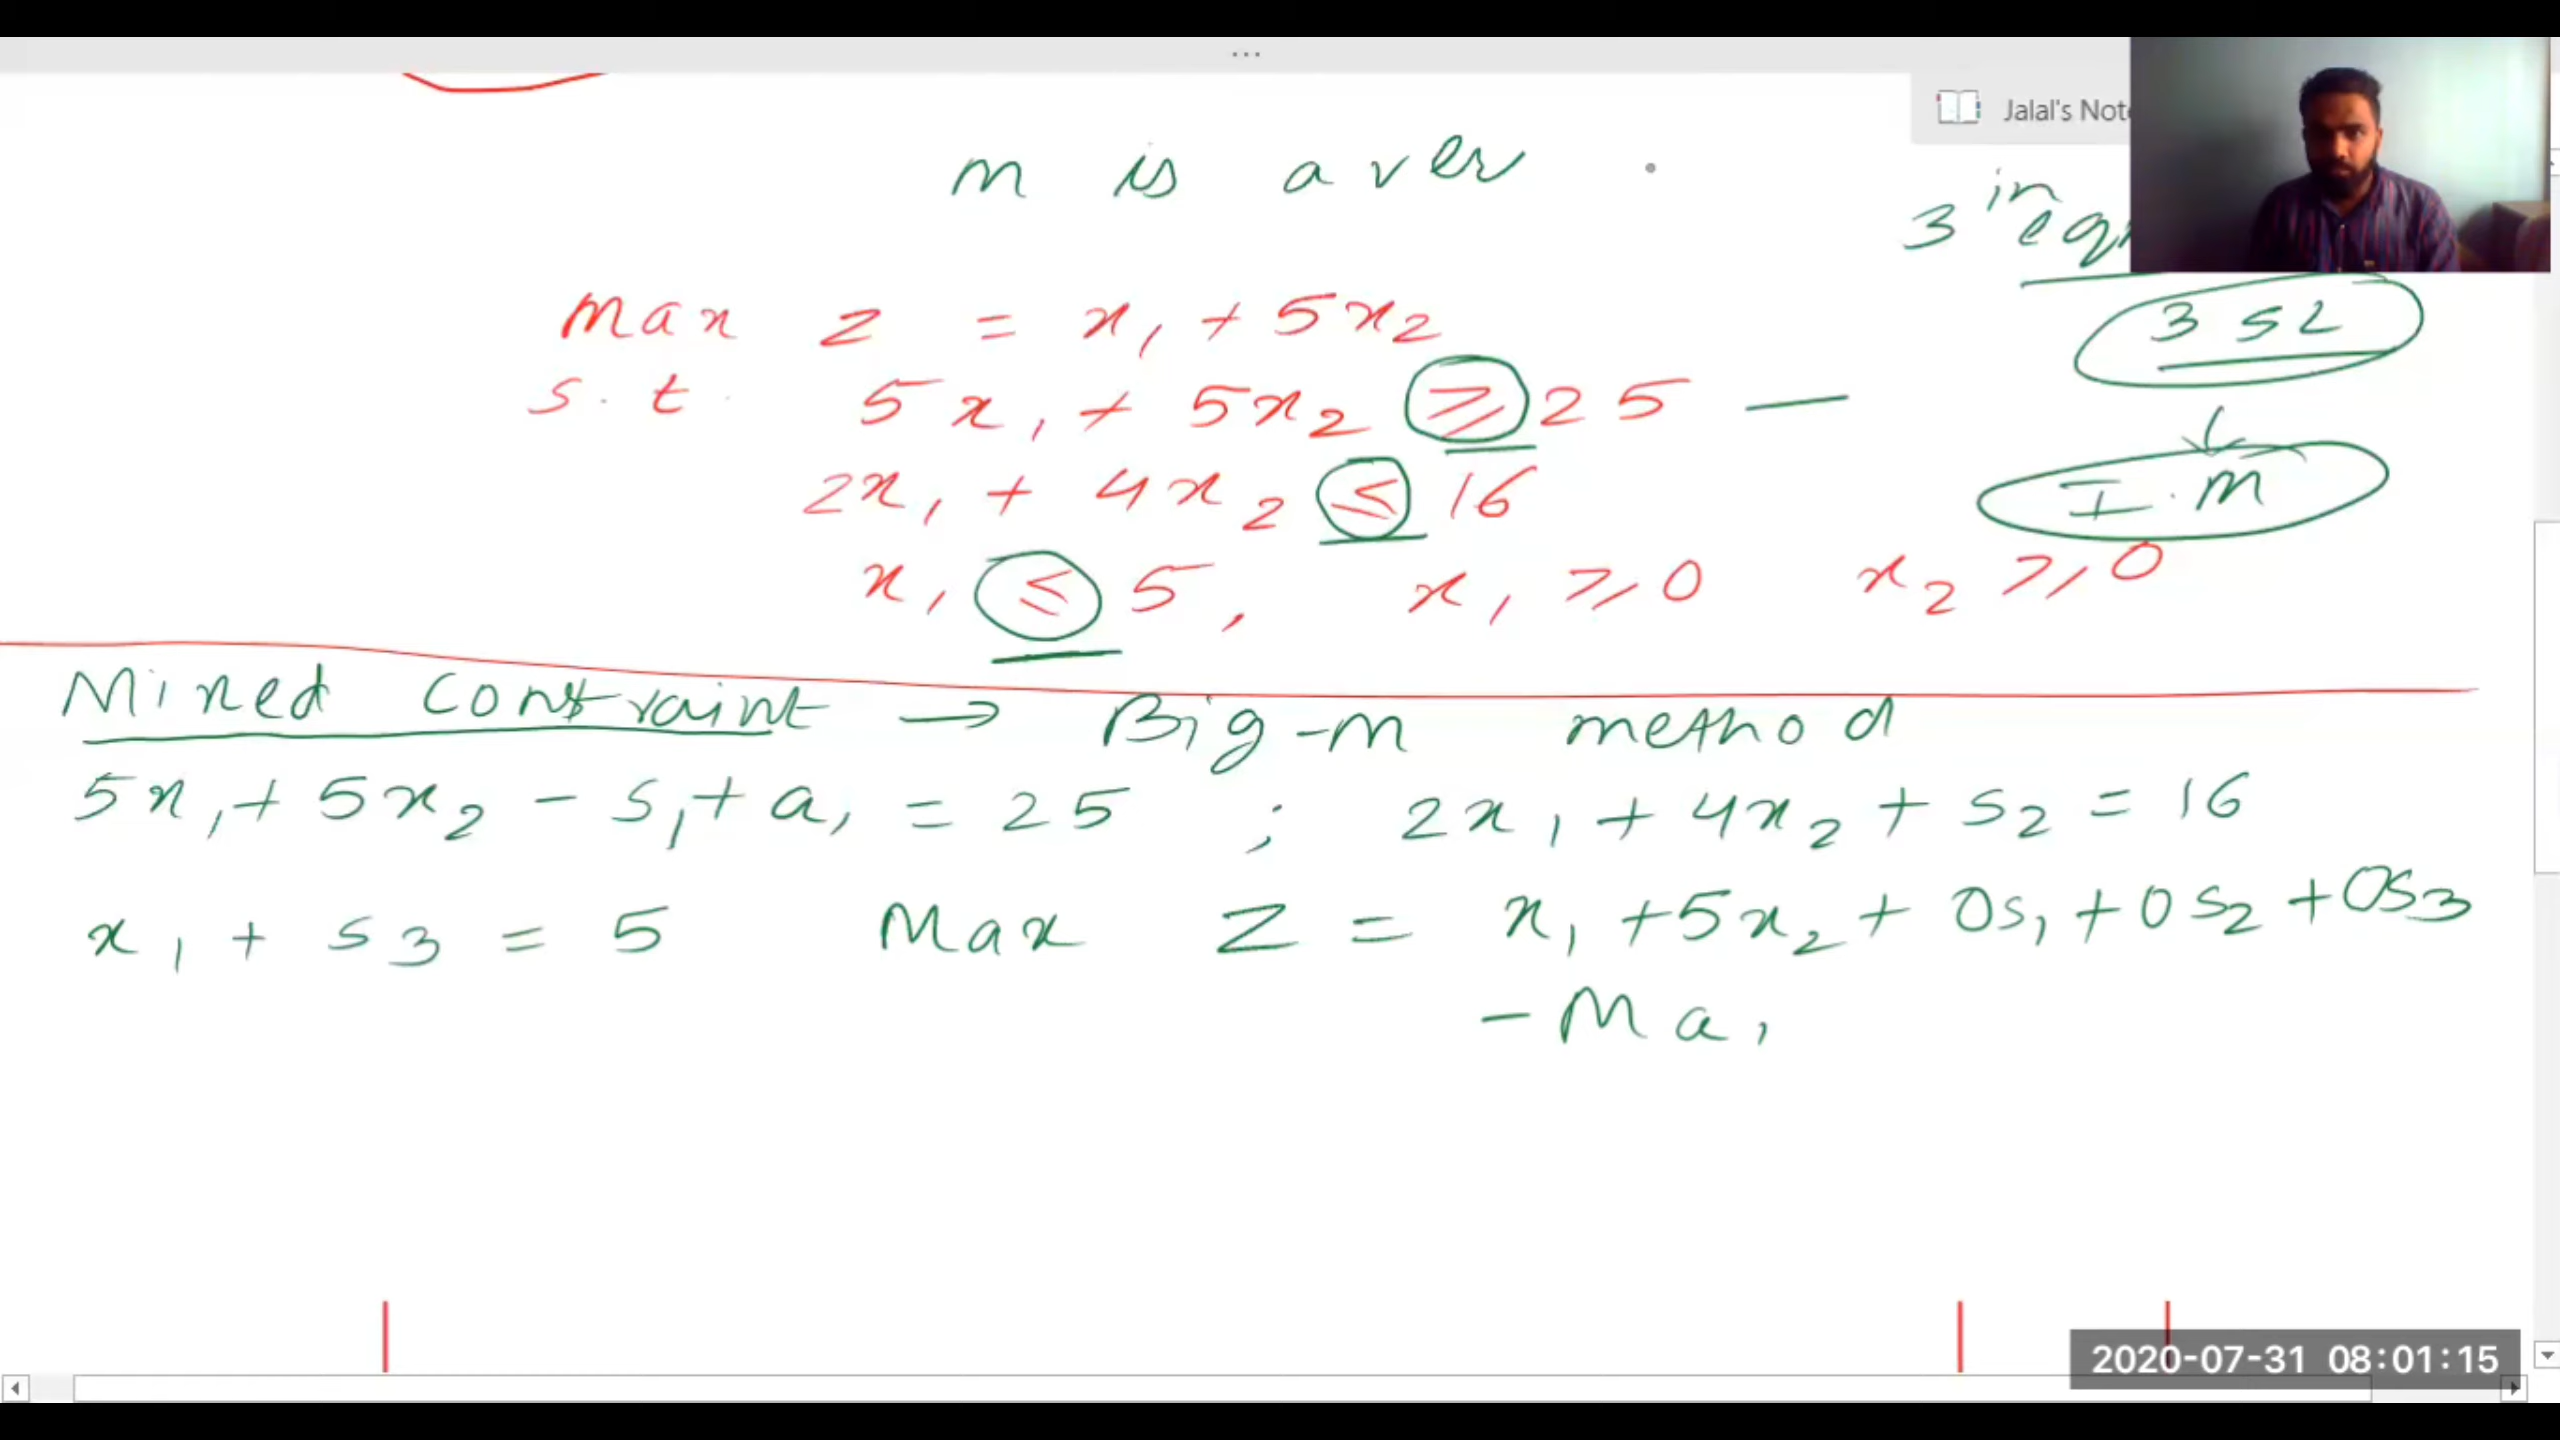 ...
Jalal's Not
m is a ver
3 in eq
3 SL
Max Z = x₁ + 5x₂
s.t. 5x₁ + 5x₂ ≥ 25 —
2x₁ + 4x₂ ≤ 16
I.M
x₁ ≤ 5, x₁ ≥ 0 x₂ ≥ 0
Mixed Constraint → Big-M method
5x₁ + 5x₂ - s₁ + a₁ = 25 ; 2x₁ + 4x₂ + s₂ = 16
x₁ + s₃ = 5 Max Z = x₁ + 5x₂ + 0s₁ + 0s₂ + 0s₃
- Ma₁
2020-07-31 08:01:15